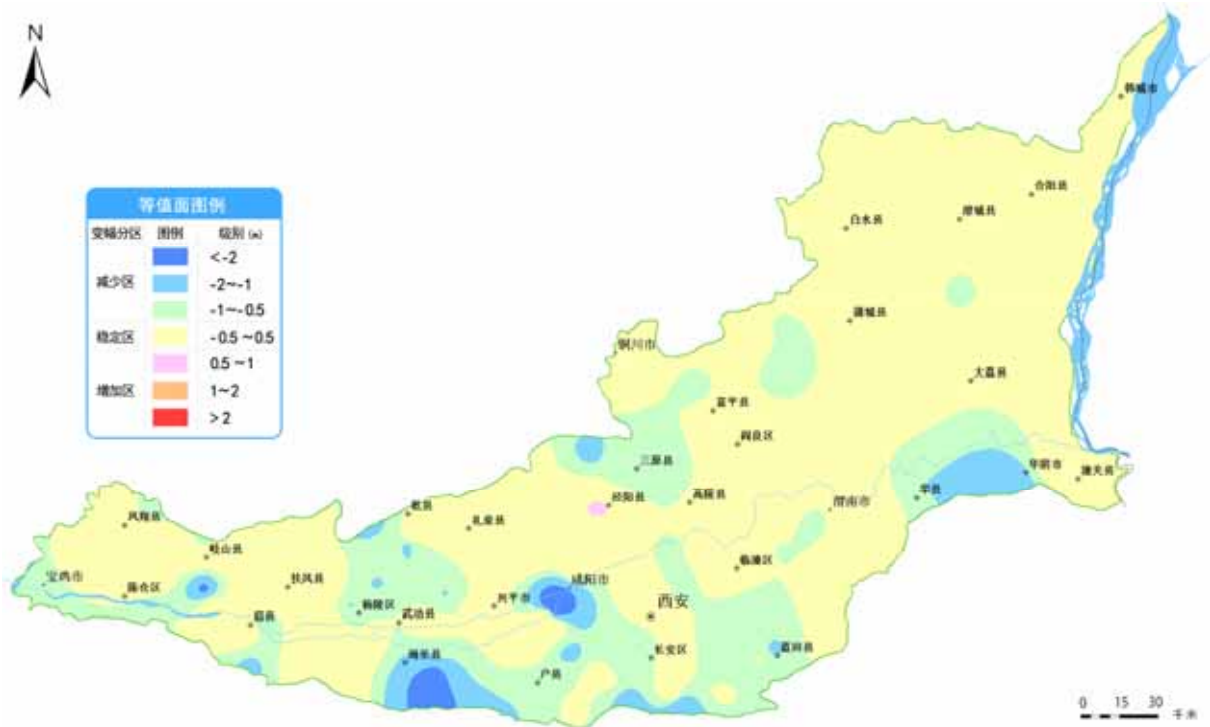 N
韩城市
合阳县
澄城县
白水县
等值面图例
变幅分区 图例 级别 (m)
<-2
减少区 -2~-1
-1~-0.5
稳定区 -0.5~0.5
0.5~1
增加区 1~2
>2
蒲城县
铜川市
大荔县
富平县
阎良区
三原县
华阴市
潼关县
泾阳县
高陵县
华县
渭南市
凤翔县
乾县
礼泉县
岐山县
临潼区
宝鸡市
陈仓区
扶风县
咸阳市
杨陵区
兴平市
西安
眉县
武功县
周至县
长安区
蓝田县
户县
0 15 30
千米